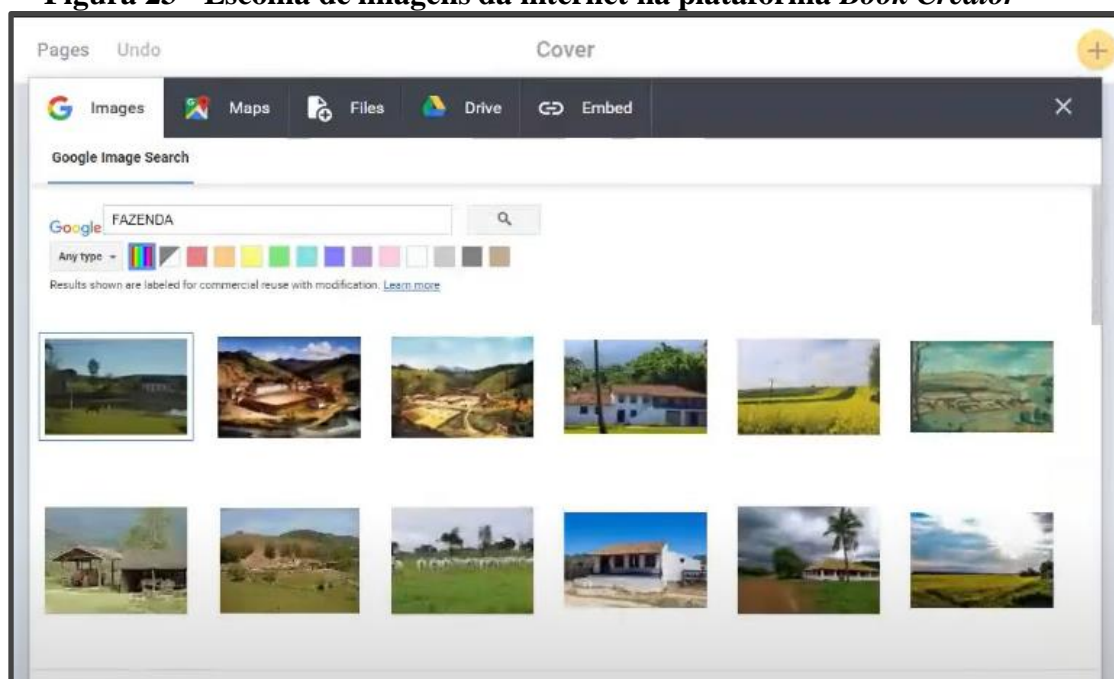 Figura 25 - Escolha de imagens da internet na plataforma Book Creator
Pages Undo Cover +
Images Maps Files Drive Embed ×
Google Image Search
Google FAZENDA
Any type
Results shown are labeled for commercial reuse with modification. Learn more